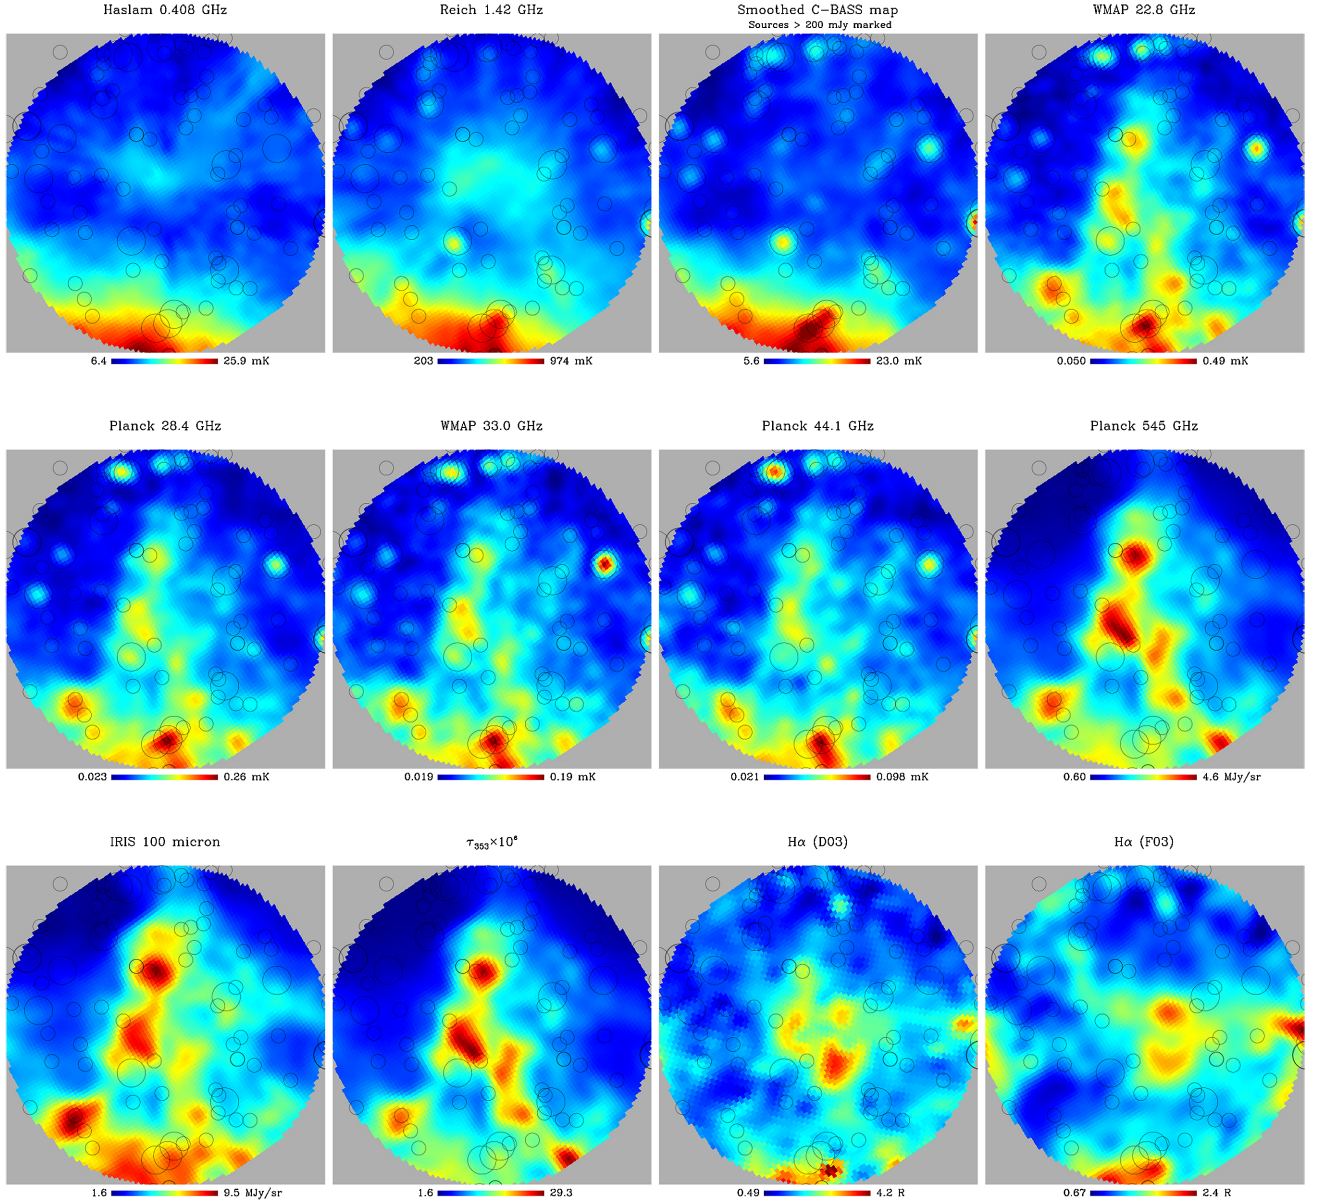 Haslam 0.408 GHz
Reich 1.42 GHz
Smoothed C-BASS map
Sources > 200 mJy marked
WMAP 22.8 GHz
6.4 25.9 mK
203 974 mK
5.6 23.0 mK
0.050 0.49 mK
Planck 28.4 GHz
WMAP 33.0 GHz
Planck 44.1 GHz
Planck 545 GHz
0.023 0.26 mK
0.019 0.19 mK
0.021 0.098 mK
0.60 4.6 MJy/sr
IRIS 100 micron
τ₃₅₃×10⁶
Hα (D03)
Hα (F03)
1.6 9.5 MJy/sr
1.6 29.3
0.49 4.2 R
0.67 2.4 R